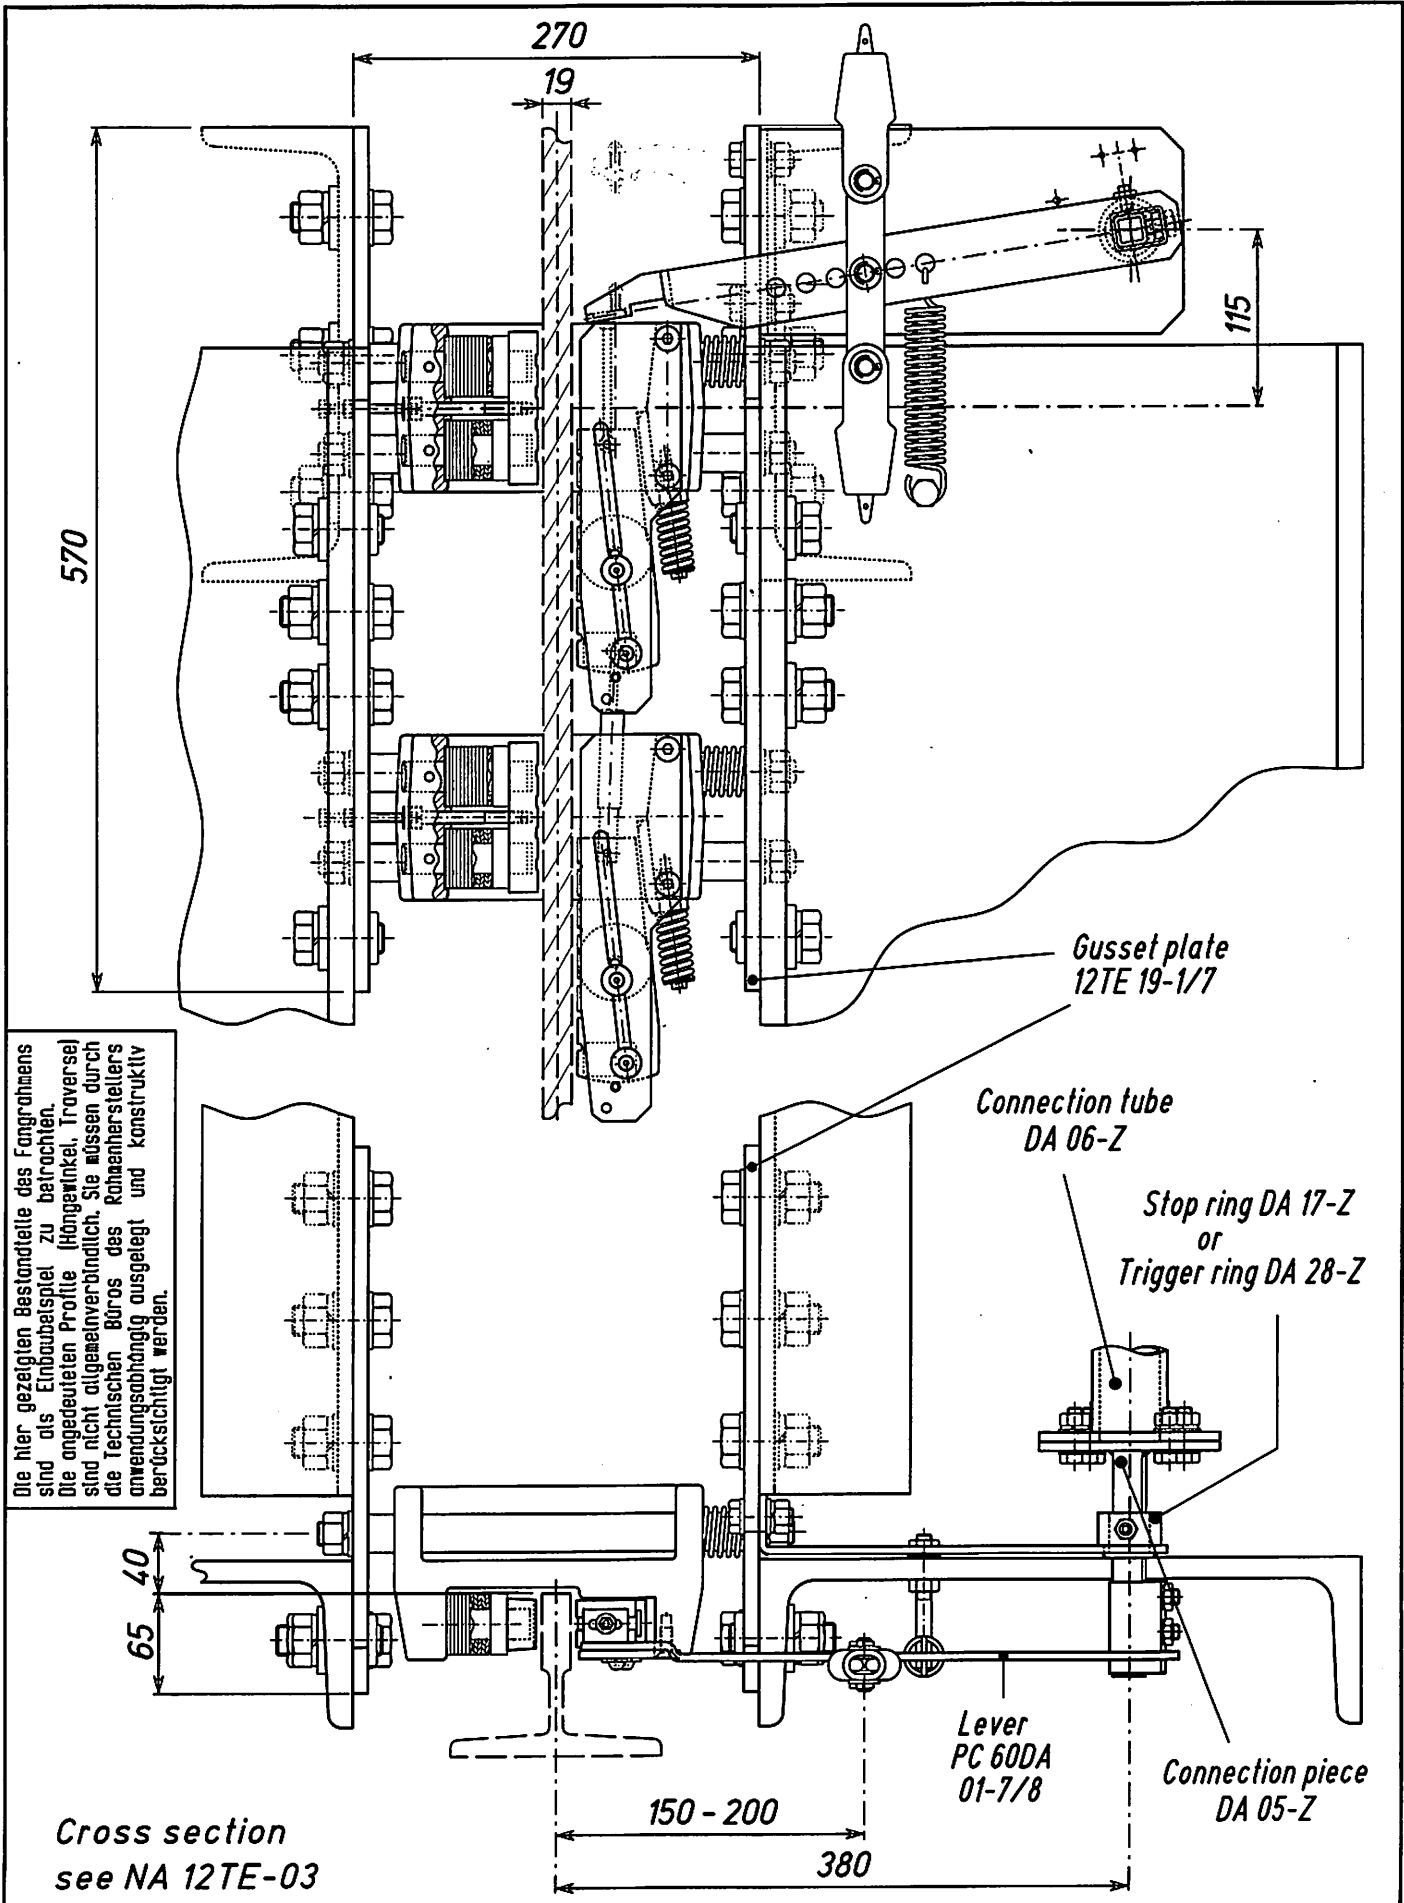 270
19
570
115
Gusset plate
12TE 19-1/7
Die hier gezeigten Bestandteile des Fangrahmens
sind als Einbaubeispiel zu betrachten.
Die angedeuteten Profile (Hängewinkel, Traverse)
sind nicht allgemeinverbindlich. Sie müssen durch
die Technischen Büros des Rahmenherstellers
anwendungsabhängig ausgelegt und konstruktiv
berücksichtigt werden.
Connection tube
DA 06-Z
Stop ring DA 17-Z
or
Trigger ring DA 28-Z
40
65
Lever
PC 60DA
01-7/8
Connection piece
DA 05-Z
150 - 200
380
Cross section
see NA 12TE-03